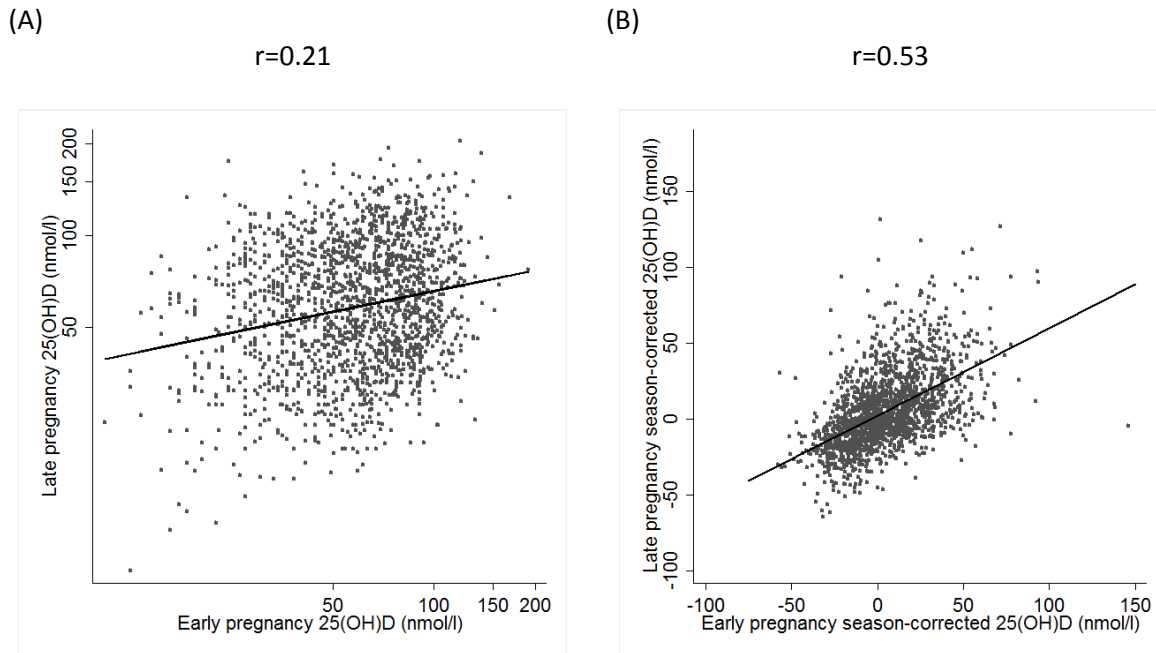 (A)
r=0.21
Late pregnancy 25(OH)D (nmol/l)
200
150
100
50
50
100
150
200
Early pregnancy 25(OH)D (nmol/l)
(B)
r=0.53
Late pregnancy season-corrected 25(OH)D (nmol/l)
150
100
50
0
-50
-100
-100
-50
0
50
100
150
Early pregnancy season-corrected 25(OH)D (nmol/l)